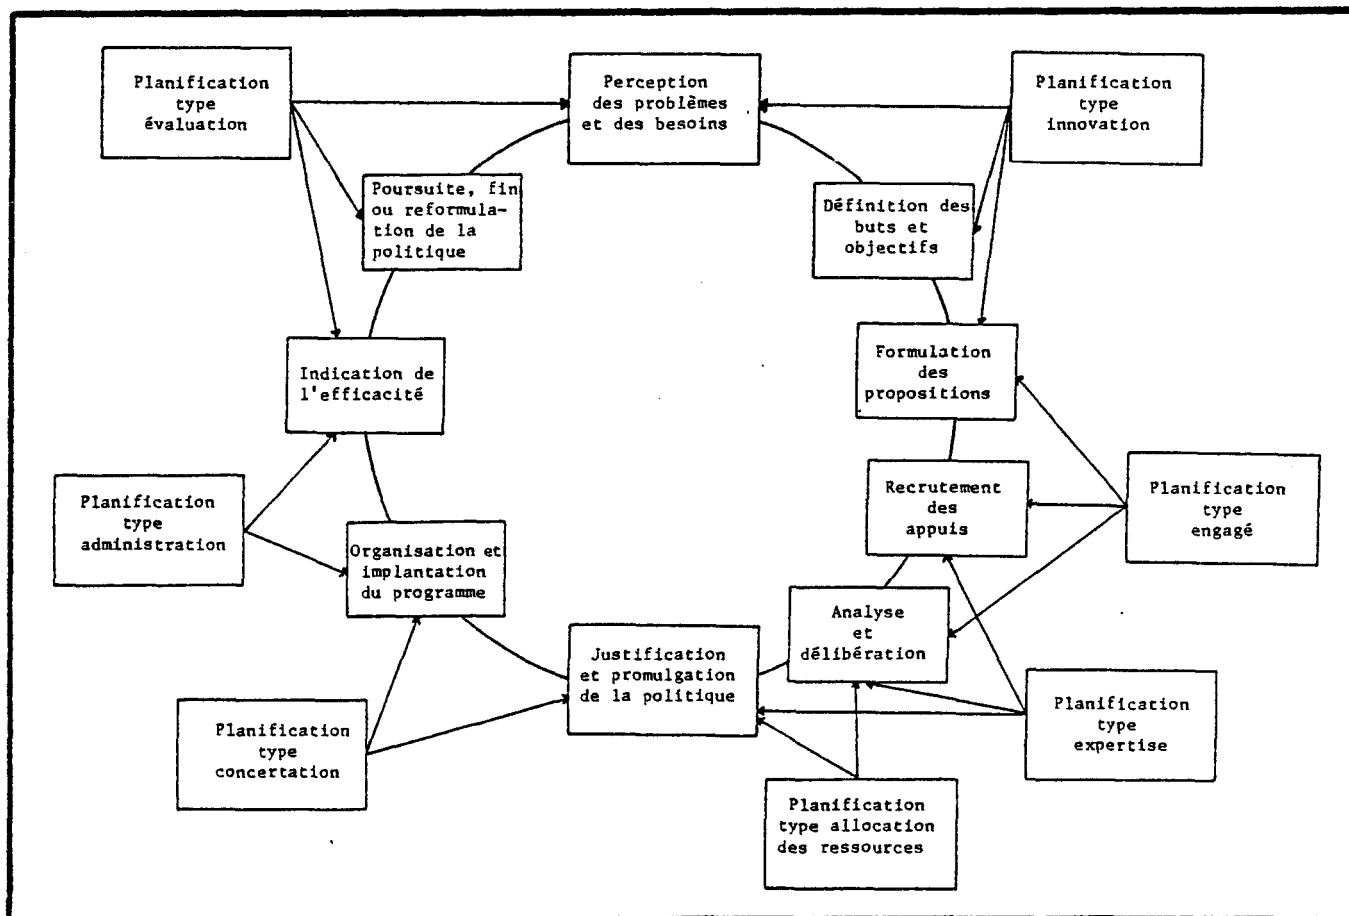 Planification
type
évaluation
Perception
des problèmes
et des besoins
Planification
type
innovation
Poursuite, fin
ou reformula-
tion de la
politique
Définition des
buts et
objectifs
Indication de
l'efficacité
Formulation
des
propositions
Planification
type
administration
Recrutement
des
appuis
Planification
type
engagé
Organisation et
implantation
du programme
Analyse
et
délibération
Justification
et promulgation
de la politique
Planification
type
concertation
Planification
type
expertise
Planification
type allocation
des ressources